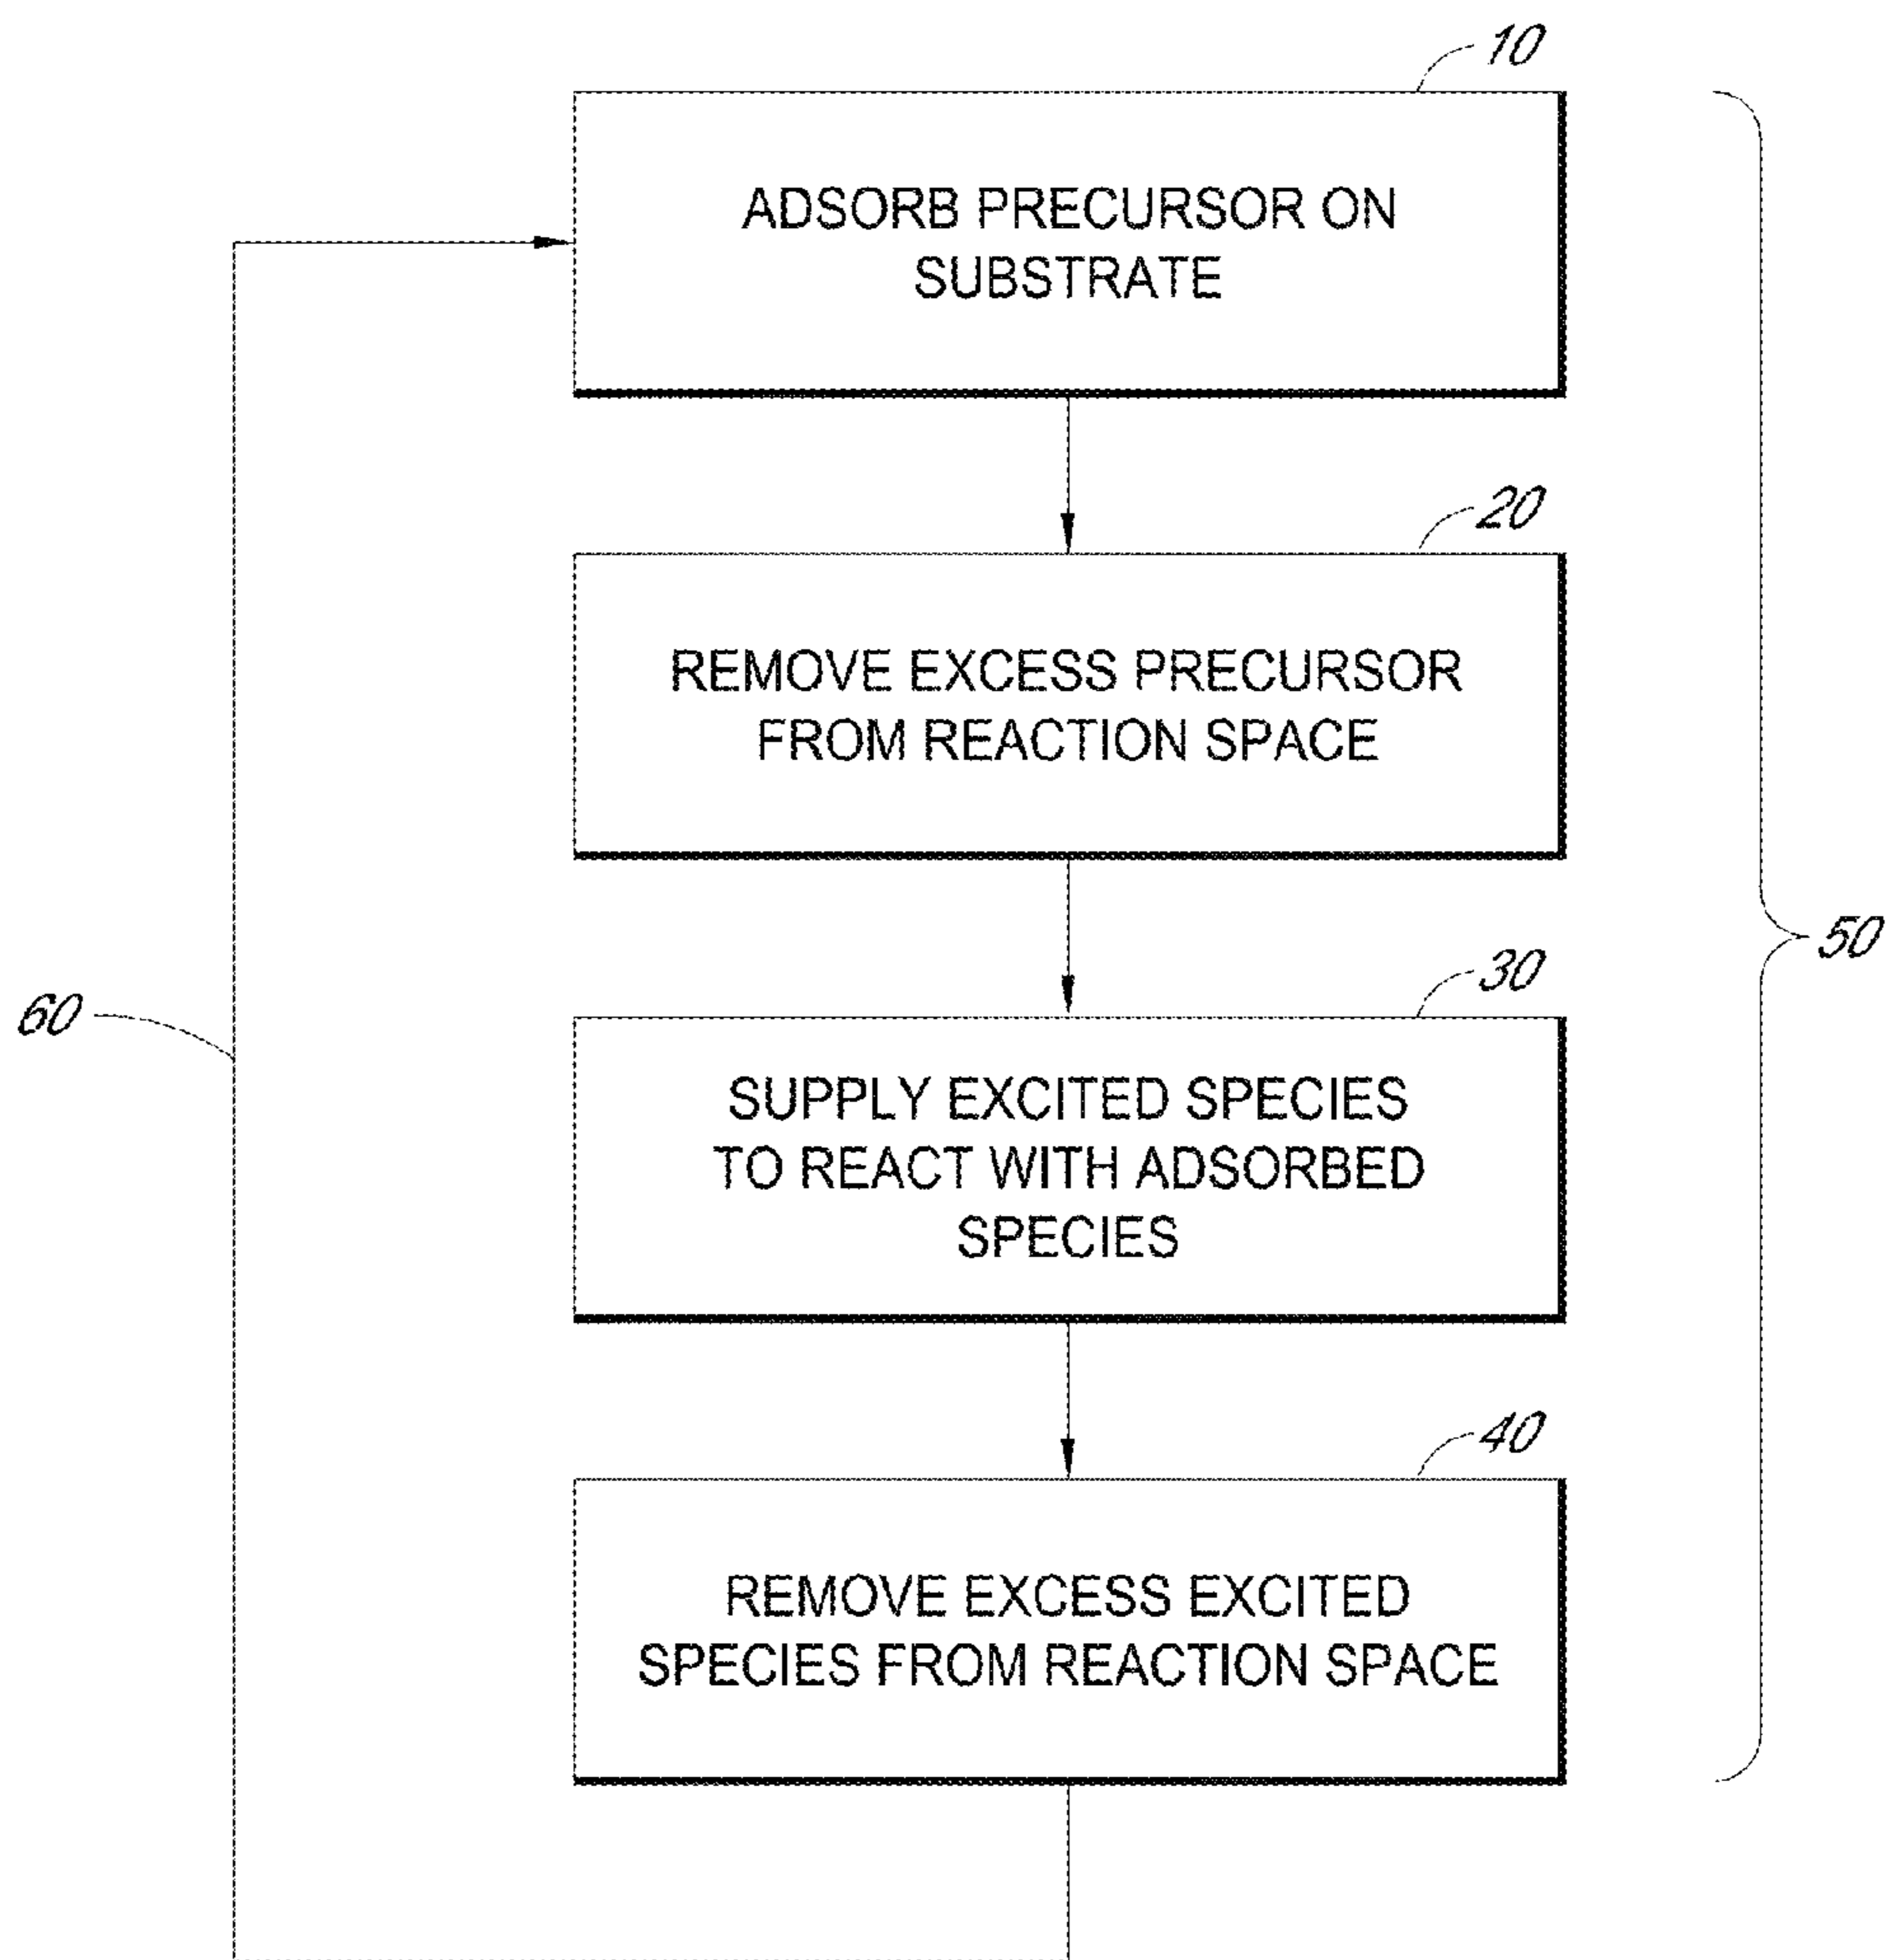 10
ADSORB PRECURSOR ON
SUBSTRATE
20
REMOVE EXCESS PRECURSOR
FROM REACTION SPACE
50
30
60
SUPPLY EXCITED SPECIES
TO REACT WITH ADSORBED
SPECIES
40
REMOVE EXCESS EXCITED
SPECIES FROM REACTION SPACE